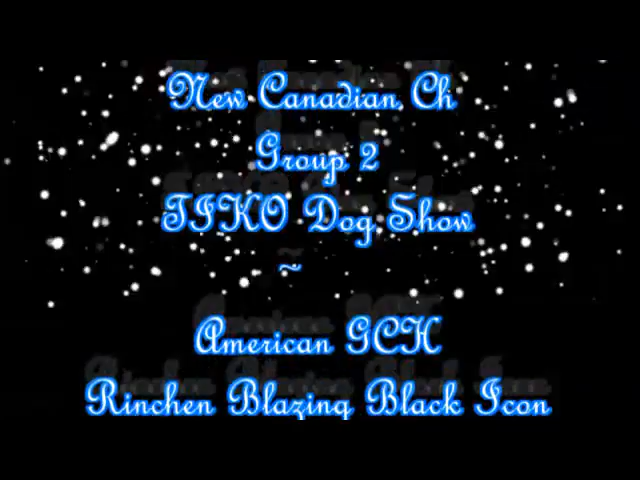 New Canadian Ch
Group 2
TIKO Dog Show
~
American GCH
Rinchen Blazing Black Icon